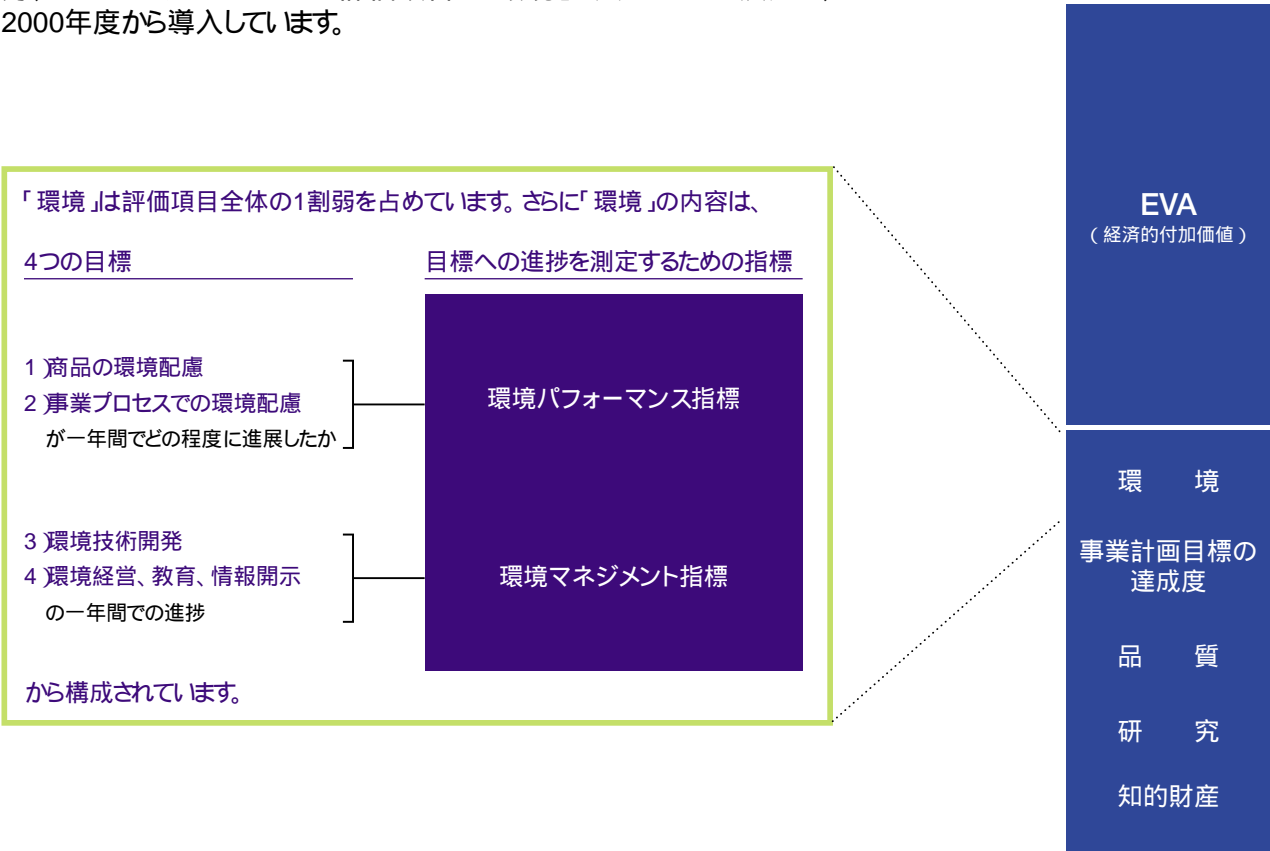 2000年度から導入しています。
「環境」は評価項目全体の1割弱を占めています。さらに「環境」の内容は、
4つの目標
目標への進捗を測定するための指標
1)商品の環境配慮
2)事業プロセスでの環境配慮
が一年間でどの程度に進展したか
環境パフォーマンス指標
3)環境技術開発
4)環境経営、教育、情報開示
の一年間での進捗
環境マネジメント指標
から構成されています。
EVA
(経済的付加価値)
環 境
事業計画目標の
達成度
品 質
研 究
知的財産